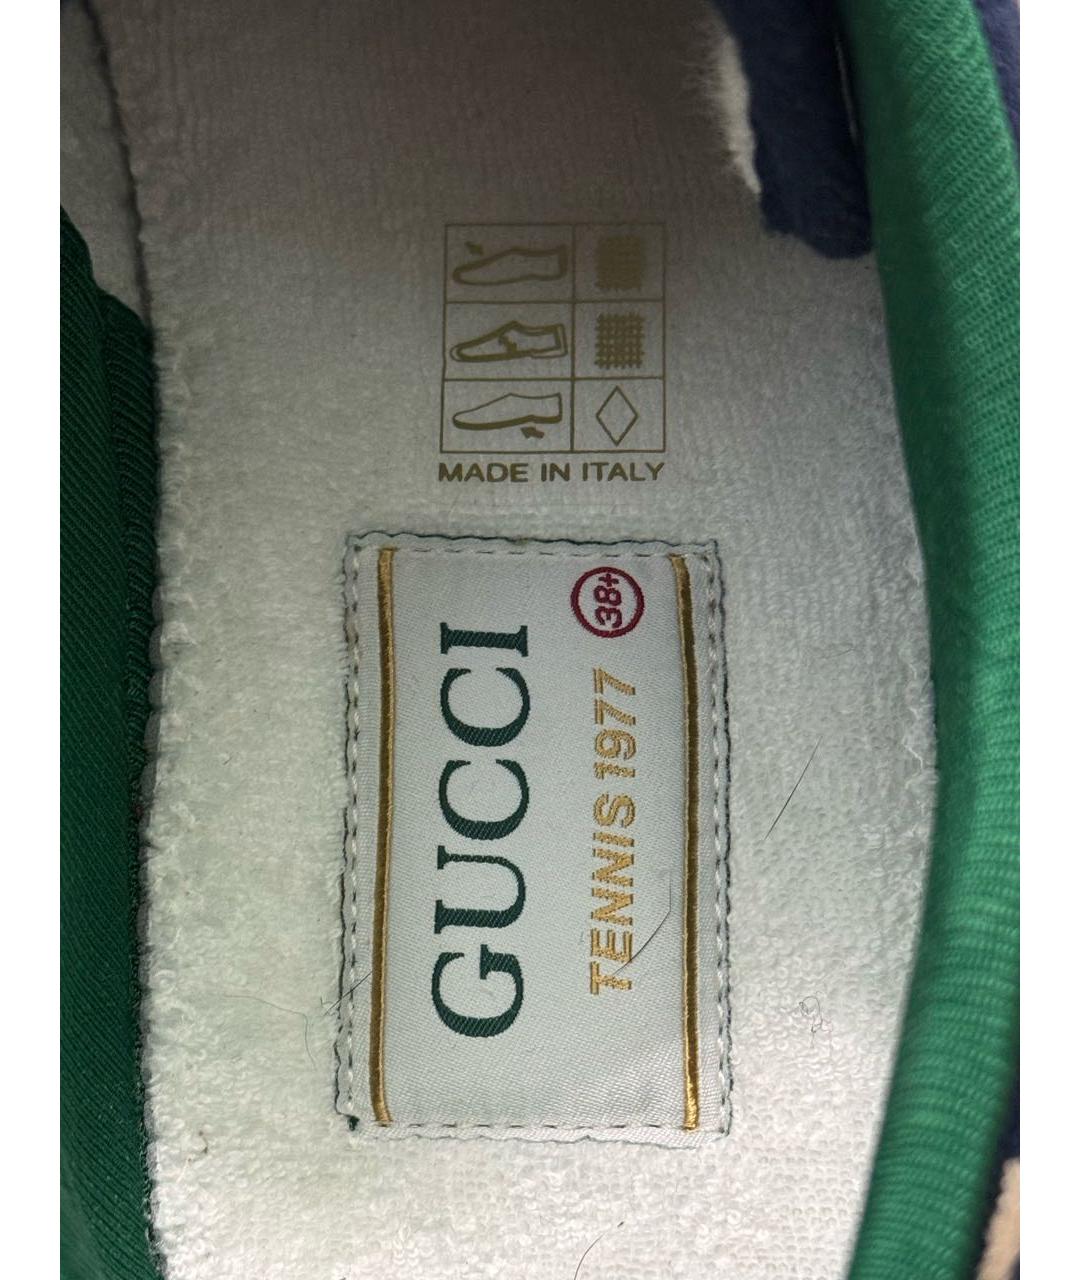 MADE IN ITALY
GUCCI
TENNIS 1977
38+